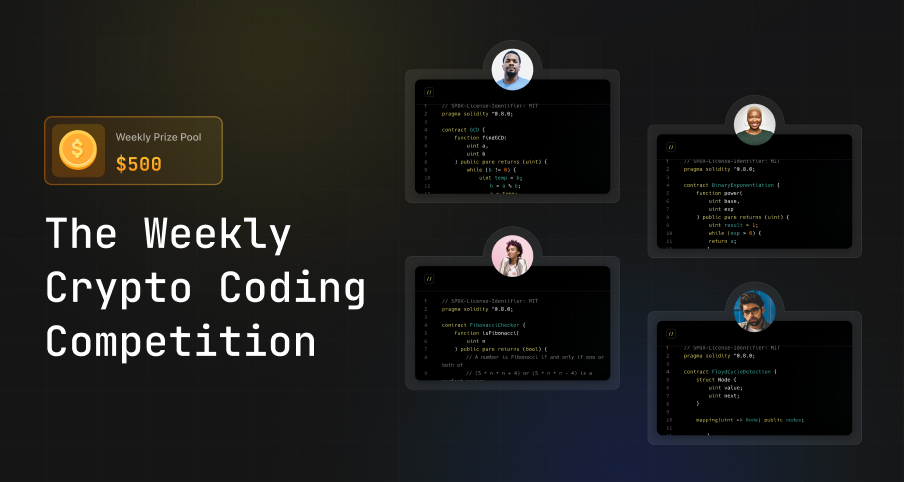 Weekly Prize Pool
$500
The Weekly
Crypto Coding
Competition
1 // SPDX-License-Identifier: MIT
2 pragma solidity ^0.8.0;
3
4 contract GCD {
5 function findGCD(
6 uint a,
7 uint b
8 ) public pure returns (uint) {
9 while (b != 0) {
10 uint temp = b;
11 b = a % b;
1 // SPDX-License-Identifier: MIT
2 pragma solidity ^0.8.0;
3
4 contract BinaryExponentiation {
5 function power(
6 uint base,
7 uint exp
8 ) public pure returns (uint) {
9 uint result = 1;
10 while (exp > 0) {
11 return a;
1 // SPDX-License-Identifier: MIT
2 pragma solidity ^0.8.0;
3
4 contract FibonacciChecker {
5 function isFibonacci(
6 uint n
7 ) public pure returns (bool) {
8 // A number is Fibonacci if and only if one or
both of
9 // (5 * n * n + 4) or (5 * n * n - 4) is a
1 // SPDX-License-Identifier: MIT
2 pragma solidity ^0.8.0;
3
4 contract FloydCycleDetection {
5 struct Node {
6 uint value;
7 uint next;
8 }
9
10 mapping(uint => Node) public nodes;
11